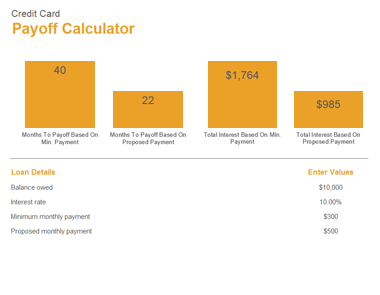 Credit Card
Payoff Calculator
40
22
$1,764
$985
Months To Payoff Based On
Min. Payment
Months To Payoff Based On
Proposed Payment
Total Interest Based On Min.
Payment
Total Interest Based On
Proposed Payment
Loan Details Enter Values
Balance owed $10,000
Interest rate 10.00%
Minimum monthly payment $300
Proposed monthly payment $500